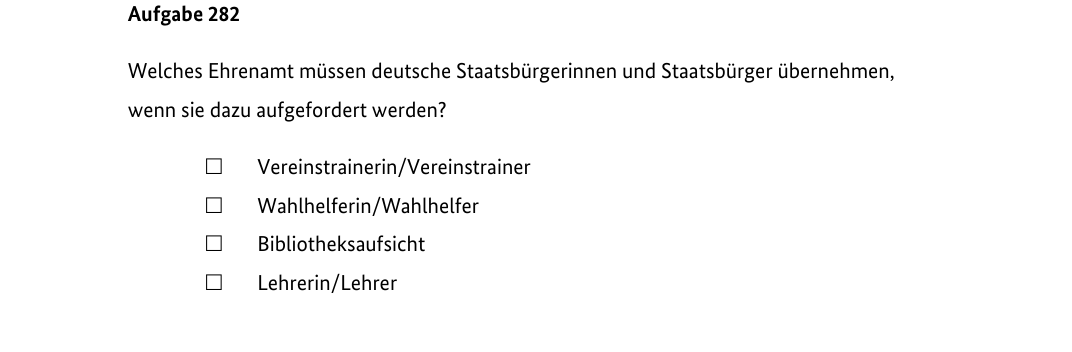 Aufgabe 282
Welches Ehrenamt müssen deutsche Staatsbürgerinnen und Staatsbürger übernehmen,
wenn sie dazu aufgefordert werden?
☐ Vereinstrainerin/Vereinstrainer
☐ Wahlhelferin/Wahlhelfer
☐ Bibliotheksaufsicht
☐ Lehrerin/Lehrer